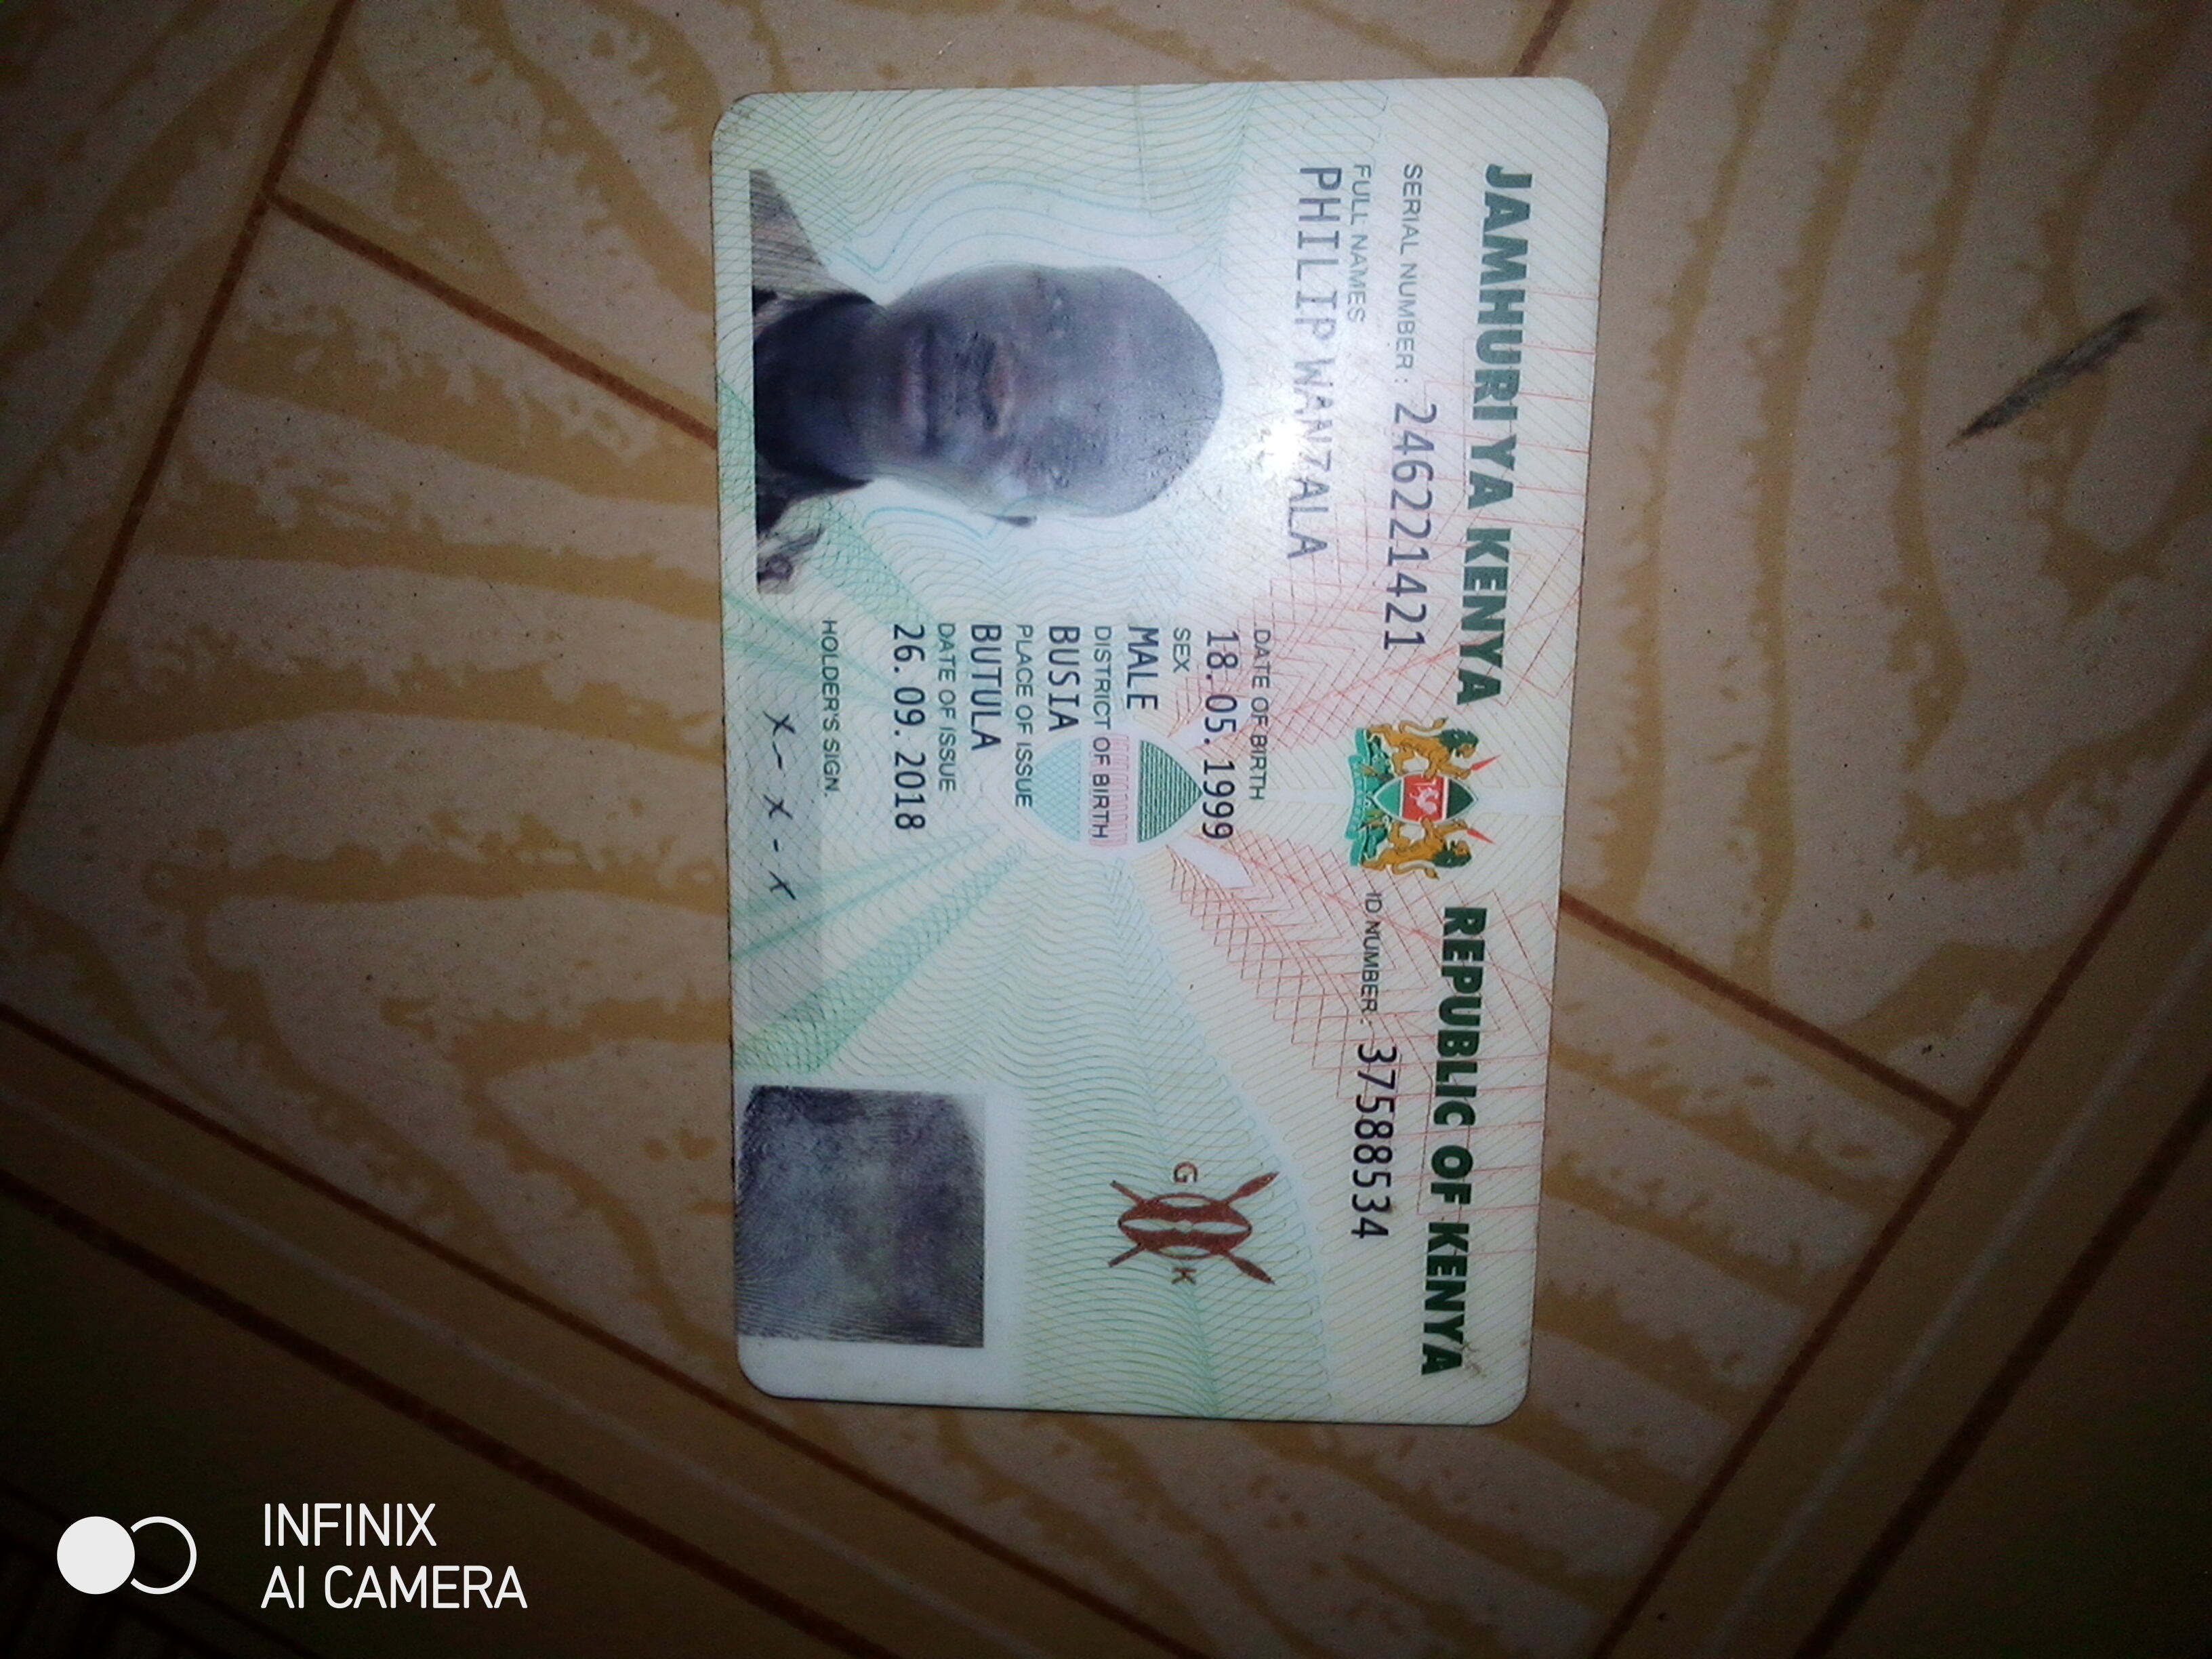 JAMHURI YA KENYA REPUBLIC OF KENYA
SERIAL NUMBER: 246221421 ID NUMBER: 37588534
FULL NAMES
PHILIP WANZALA
DATE OF BIRTH
18.05.1999
SEX
MALE
DISTRICT OF BIRTH
BUSIA
PLACE OF ISSUE
BUTULA
DATE OF ISSUE
26.09.2018
HOLDER'S SIGN.
X - X - X
G K
INFINIX
AI CAMERA